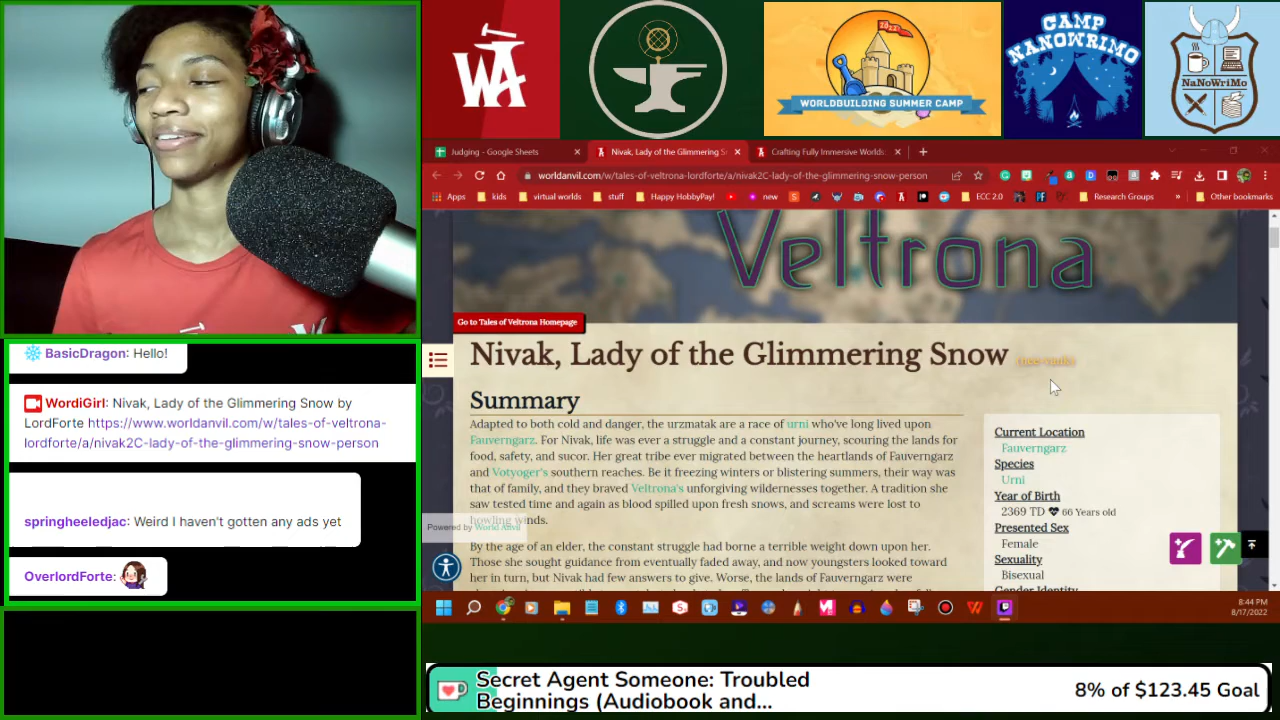 WA
2022
WORLDBUILDING SUMMER CAMP
CAMP
NANOWRIMO
NaNoWriMo
Judging - Google Sheets
Nivak, Lady of the Glimmering S
Crafting Fully Immersive Worlds:
worldanvil.com/w/tales-of-veltrona-lordforte/a/nivak2C-lady-of-the-glimmering-snow-person
Apps
kids
virtual worlds
stuff
Happy HobbyPay!
new
ECC 2.0
Research Groups
»
Other bookmarks
Veltrona
Go to Tales of Veltrona Homepage
Nivak, Lady of the Glimmering Snow
Summary
Adapted to both cold and danger, the urzmatak are a race of urni who've long lived upon
Fauverngarz. For Nivak, life was ever a struggle and a constant journey, scouring the lands for
food, safety, and sucor. Her great tribe ever migrated between the heartlands of Fauverngarz
and Votyoger's southern reaches. Be it freezing winters or blistering summers, their way was
that of family, and they braved Veltrona's unforgiving wildernesses together. A tradition she
saw tested time and again as blood spilled upon fresh snows, and screams were lost to
howling winds.
Powered by World Anvil
By the age of an elder, the constant struggle had borne a terrible weight down upon her.
Those she sought guidance from eventually faded away, and now youngsters looked toward
her in turn, but Nivak had few answers to give. Worse, the lands of Fauverngarz were
Current Location
Fauverngarz
Species
Urni
Year of Birth
2369 TD 66 Years old
Presented Sex
Female
Sexuality
Bisexual
Gender Identity
BasicDragon: Hello!
WordiGirl: Nivak, Lady of the Glimmering Snow by
LordForte https://www.worldanvil.com/w/tales-of-veltrona-
lordforte/a/nivak2C-lady-of-the-glimmering-snow-person
springheeledjac: Weird I haven't gotten any ads yet
OverlordForte:
8:44 PM
8/17/2022
Secret Agent Someone: Troubled
Beginnings (Audiobook and...
8% of $123.45 Goal